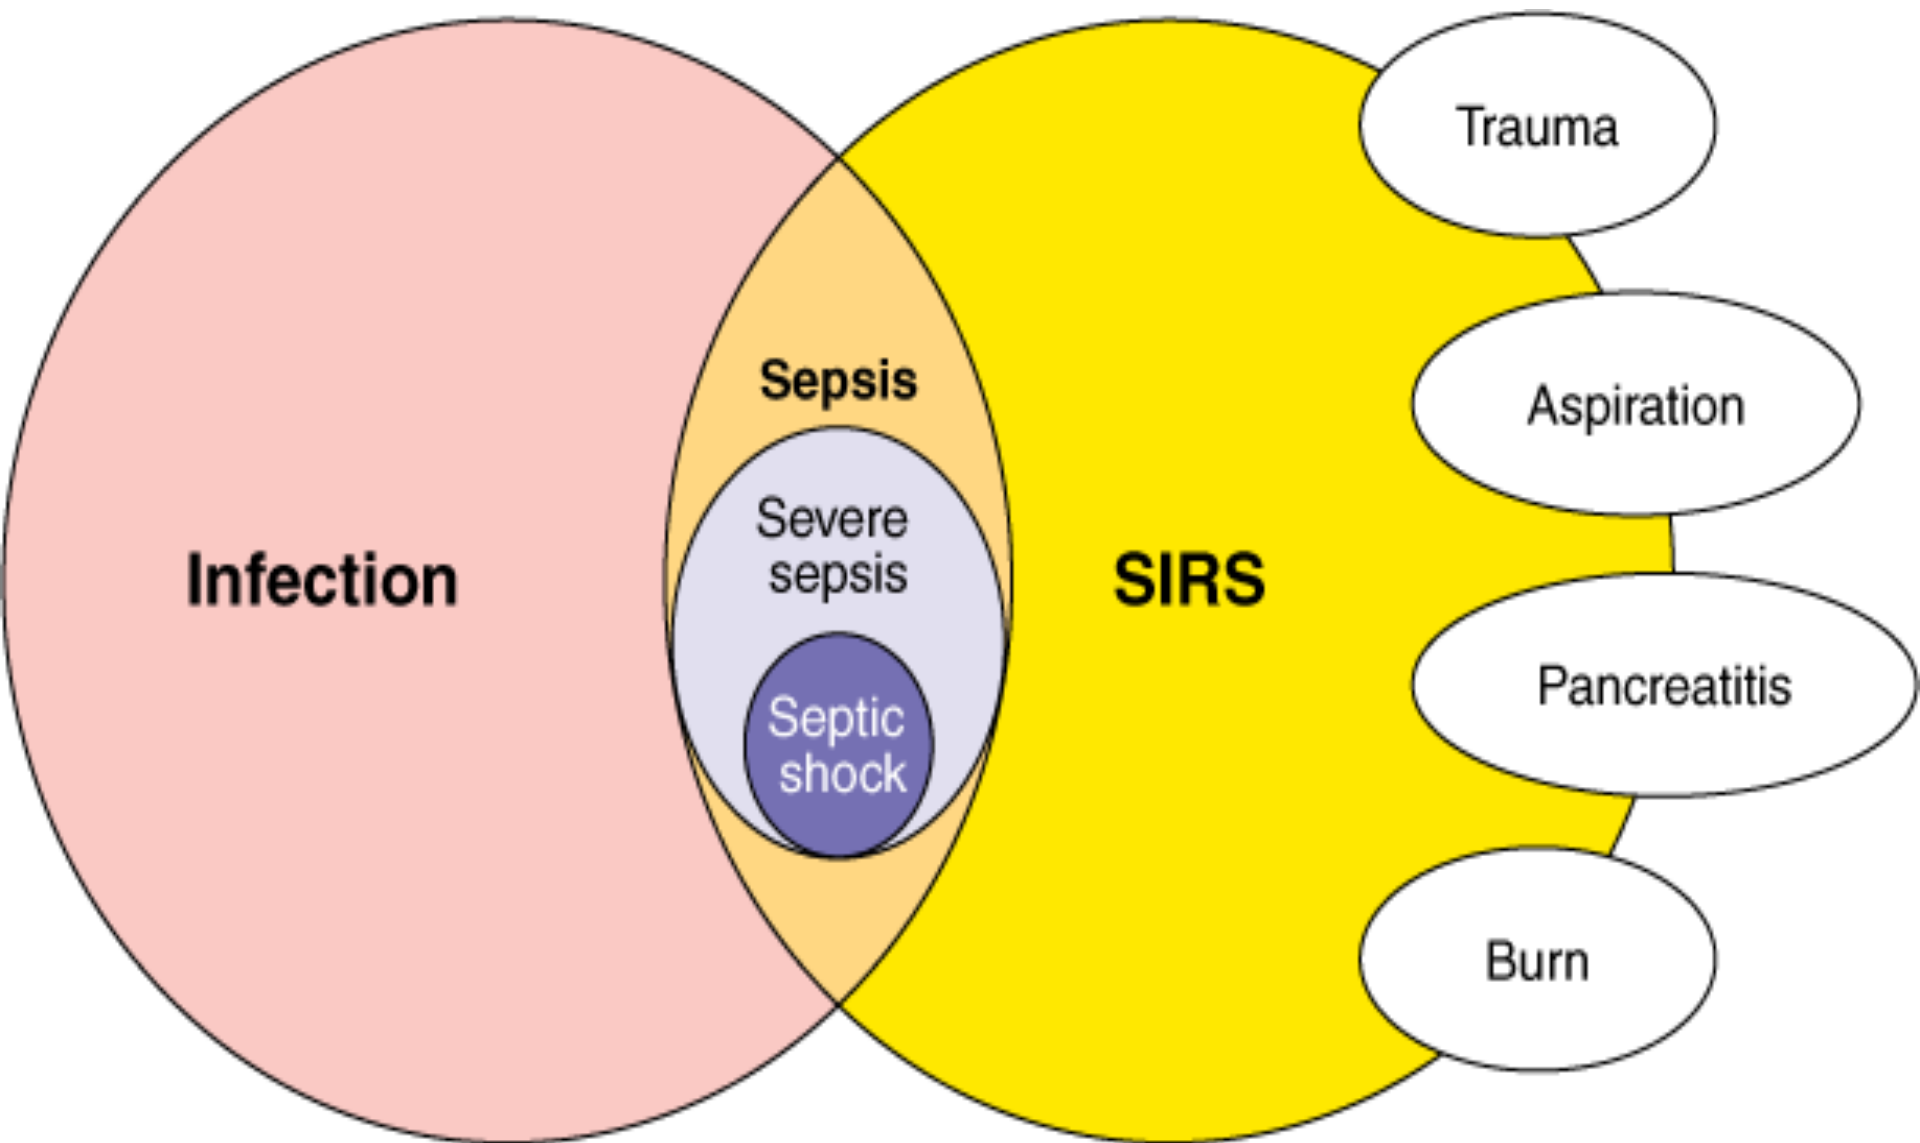 Trauma
Aspiration
Sepsis
Severe
sepsis
Infection
SIRS
Pancreatitis
Septic
shock
Burn